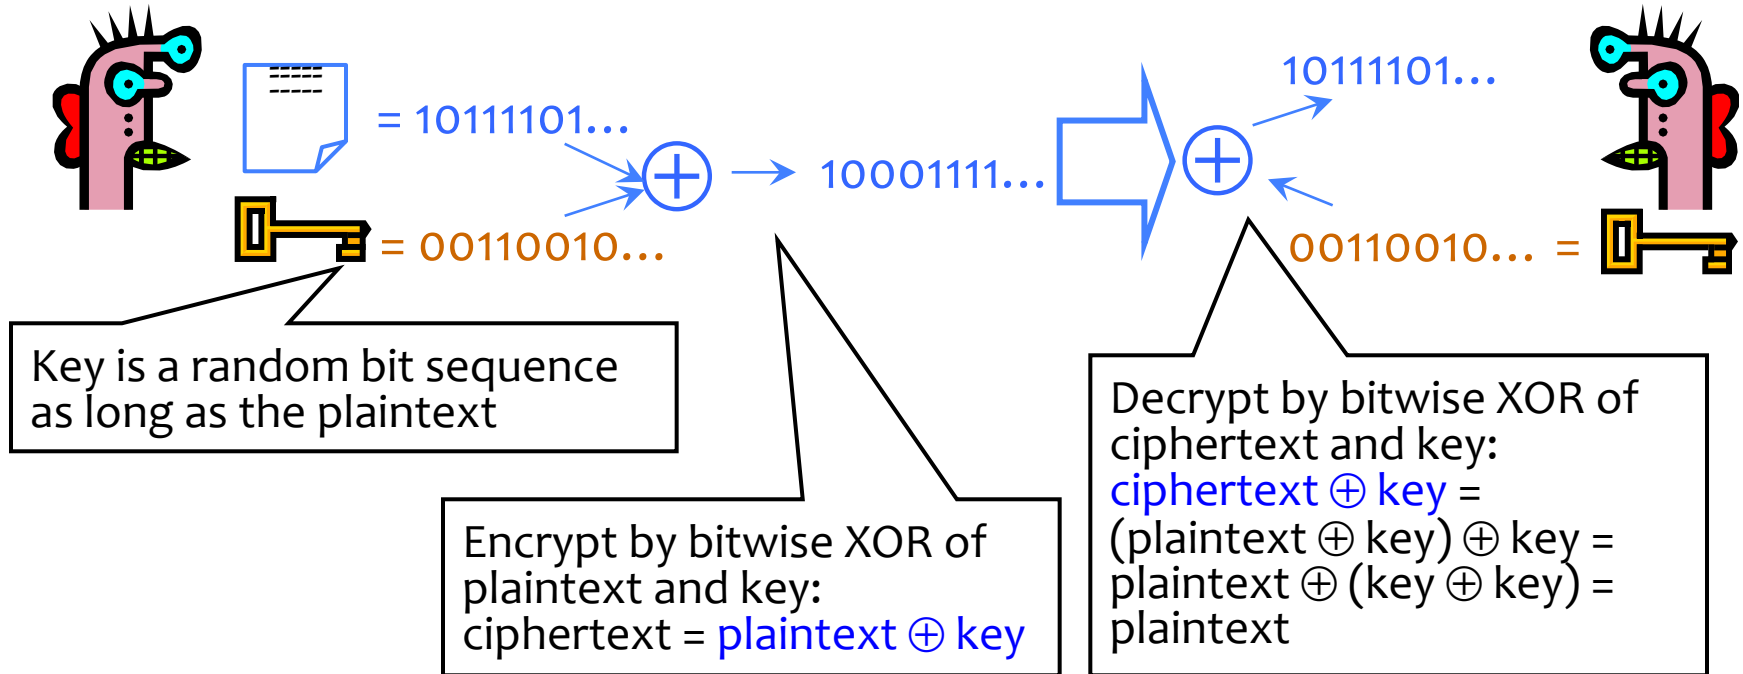 = 10111101...
= 00110010...
10001111...
10111101...
00110010... =
Key is a random bit sequence
as long as the plaintext
Encrypt by bitwise XOR of
plaintext and key:
ciphertext = plaintext ⊕ key
Decrypt by bitwise XOR of
ciphertext and key:
ciphertext ⊕ key =
(plaintext ⊕ key) ⊕ key =
plaintext ⊕ (key ⊕ key) =
plaintext